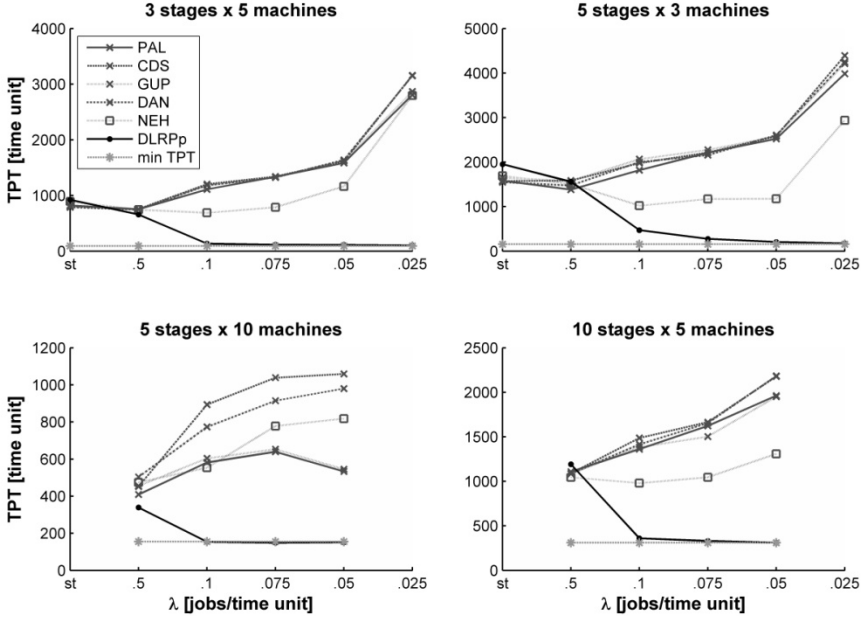 3 stages x 5 machines
TPT [time unit]
4000
3000
2000
1000
0
PAL
CDS
GUP
DAN
NEH
DLRPp
min TPT
st
.5
.1
.075
.05
.025
5 stages x 3 machines
5000
4000
3000
2000
1000
0
st
.5
.1
.075
.05
.025
5 stages x 10 machines
TPT [time unit]
1200
1000
800
600
400
200
0
st
.5
.1
.075
.05
.025
λ [jobs/time unit]
10 stages x 5 machines
2500
2000
1500
1000
500
0
st
.5
.1
.075
.05
.025
λ [jobs/time unit]